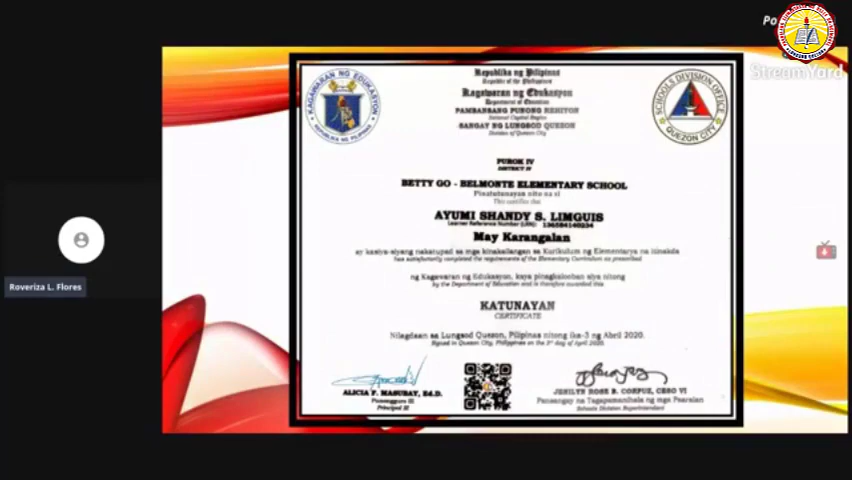 Po
StreamYard
KAGAWARAN NG EDUKASYON
REPUBLIKA NG PILIPINAS
SCHOOLS DIVISION OFFICE
QUEZON CITY
Republika ng Pilipinas
Republic of the Philippines
Kagawaran ng Edukasyon
Department of Education
PAMBANSANG PUNONG REHIYON
National Capital Region
SANGAY NG LUNGSOD QUEZON
Division of Quezon City
PUROK IV
DISTRICT IV
BETTY GO - BELMONTE ELEMENTARY SCHOOL
Pinatutunayan nito na si
This certifies that
AYUMI SHANDY S. LIMGUIS
Learner Reference Number (LRN) 136584140234
May Karangalan
ay kasiya-siyang nakatupad sa mga kinakailangan sa Kurikulum ng Elementarya na itinakda
has satisfactorily completed the requirements of the Elementary Curriculum as prescribed
ng Kagawaran ng Edukasyon, kaya pinagkalooban siya nitong
by the Department of Education and is therefore awarded this
KATUNAYAN
CERTIFICATE
Nilagdaan sa Lungsod Quezon, Pilipinas nitong ika-3 ng Abril 2020.
Signed in Quezon City, Philippines on the 3rd day of April 2020.
ALICIA F. MASUBAY, Ed.D.
Punongguro III
Principal III
JENILYN ROSE B. CORPUZ, CESO VI
Pansangay na Tagapamanihala ng mga Paaralan
Schools Division Superintendent
Roveriza L. Flores